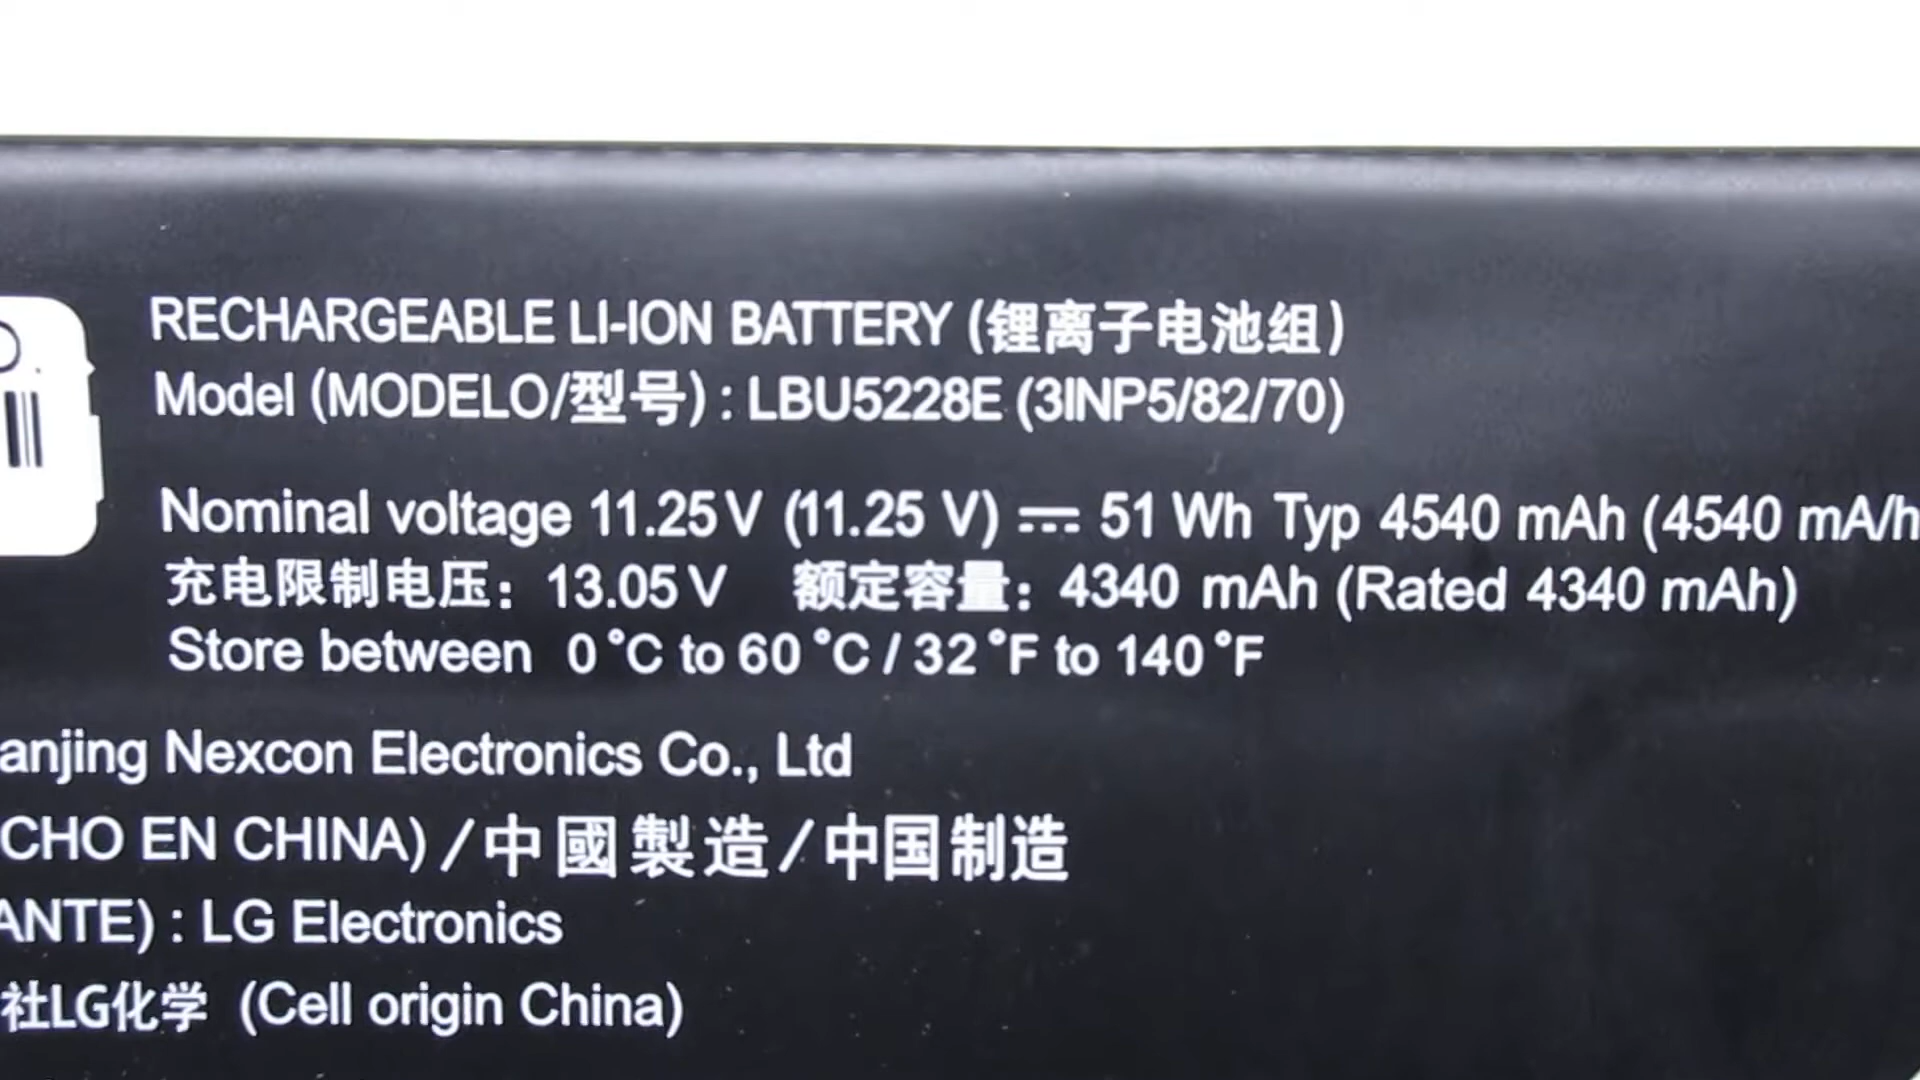 RECHARGEABLE LI-ION BATTERY (锂离子电池组)
Model (MODELO/型号) : LBU5228E (3INP5/82/70)
Nominal voltage 11.25V (11.25 V) ⎓ 51 Wh Typ 4540 mAh (4540 mA/h
充电限制电压: 13.05V 额定容量: 4340 mAh (Rated 4340 mAh)
Store between 0°C to 60°C / 32°F to 140°F
anjing Nexcon Electronics Co., Ltd
CHO EN CHINA) / 中國製造 / 中国制造
ANTE) : LG Electronics
社LG化学 (Cell origin China)